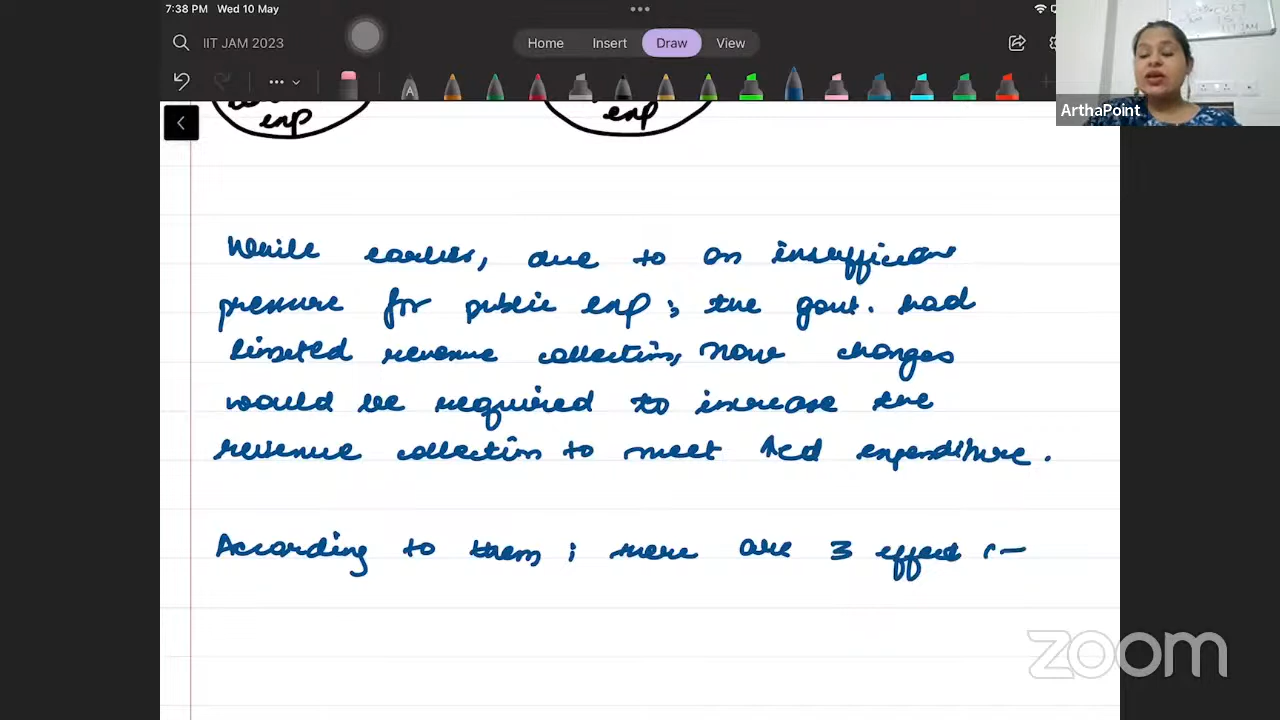 7:38 PM Wed 10 May
IIT JAM 2023
Home Insert Draw View
ArthaPoint
exp exp
While earlier, due to an insufficient
pressure for public exp; the govt. had
limited revenue collection, now changes
would be required to increase the
revenue collection to meet ↑ed expenditure.
According to them; there are 3 effect :-
zoom